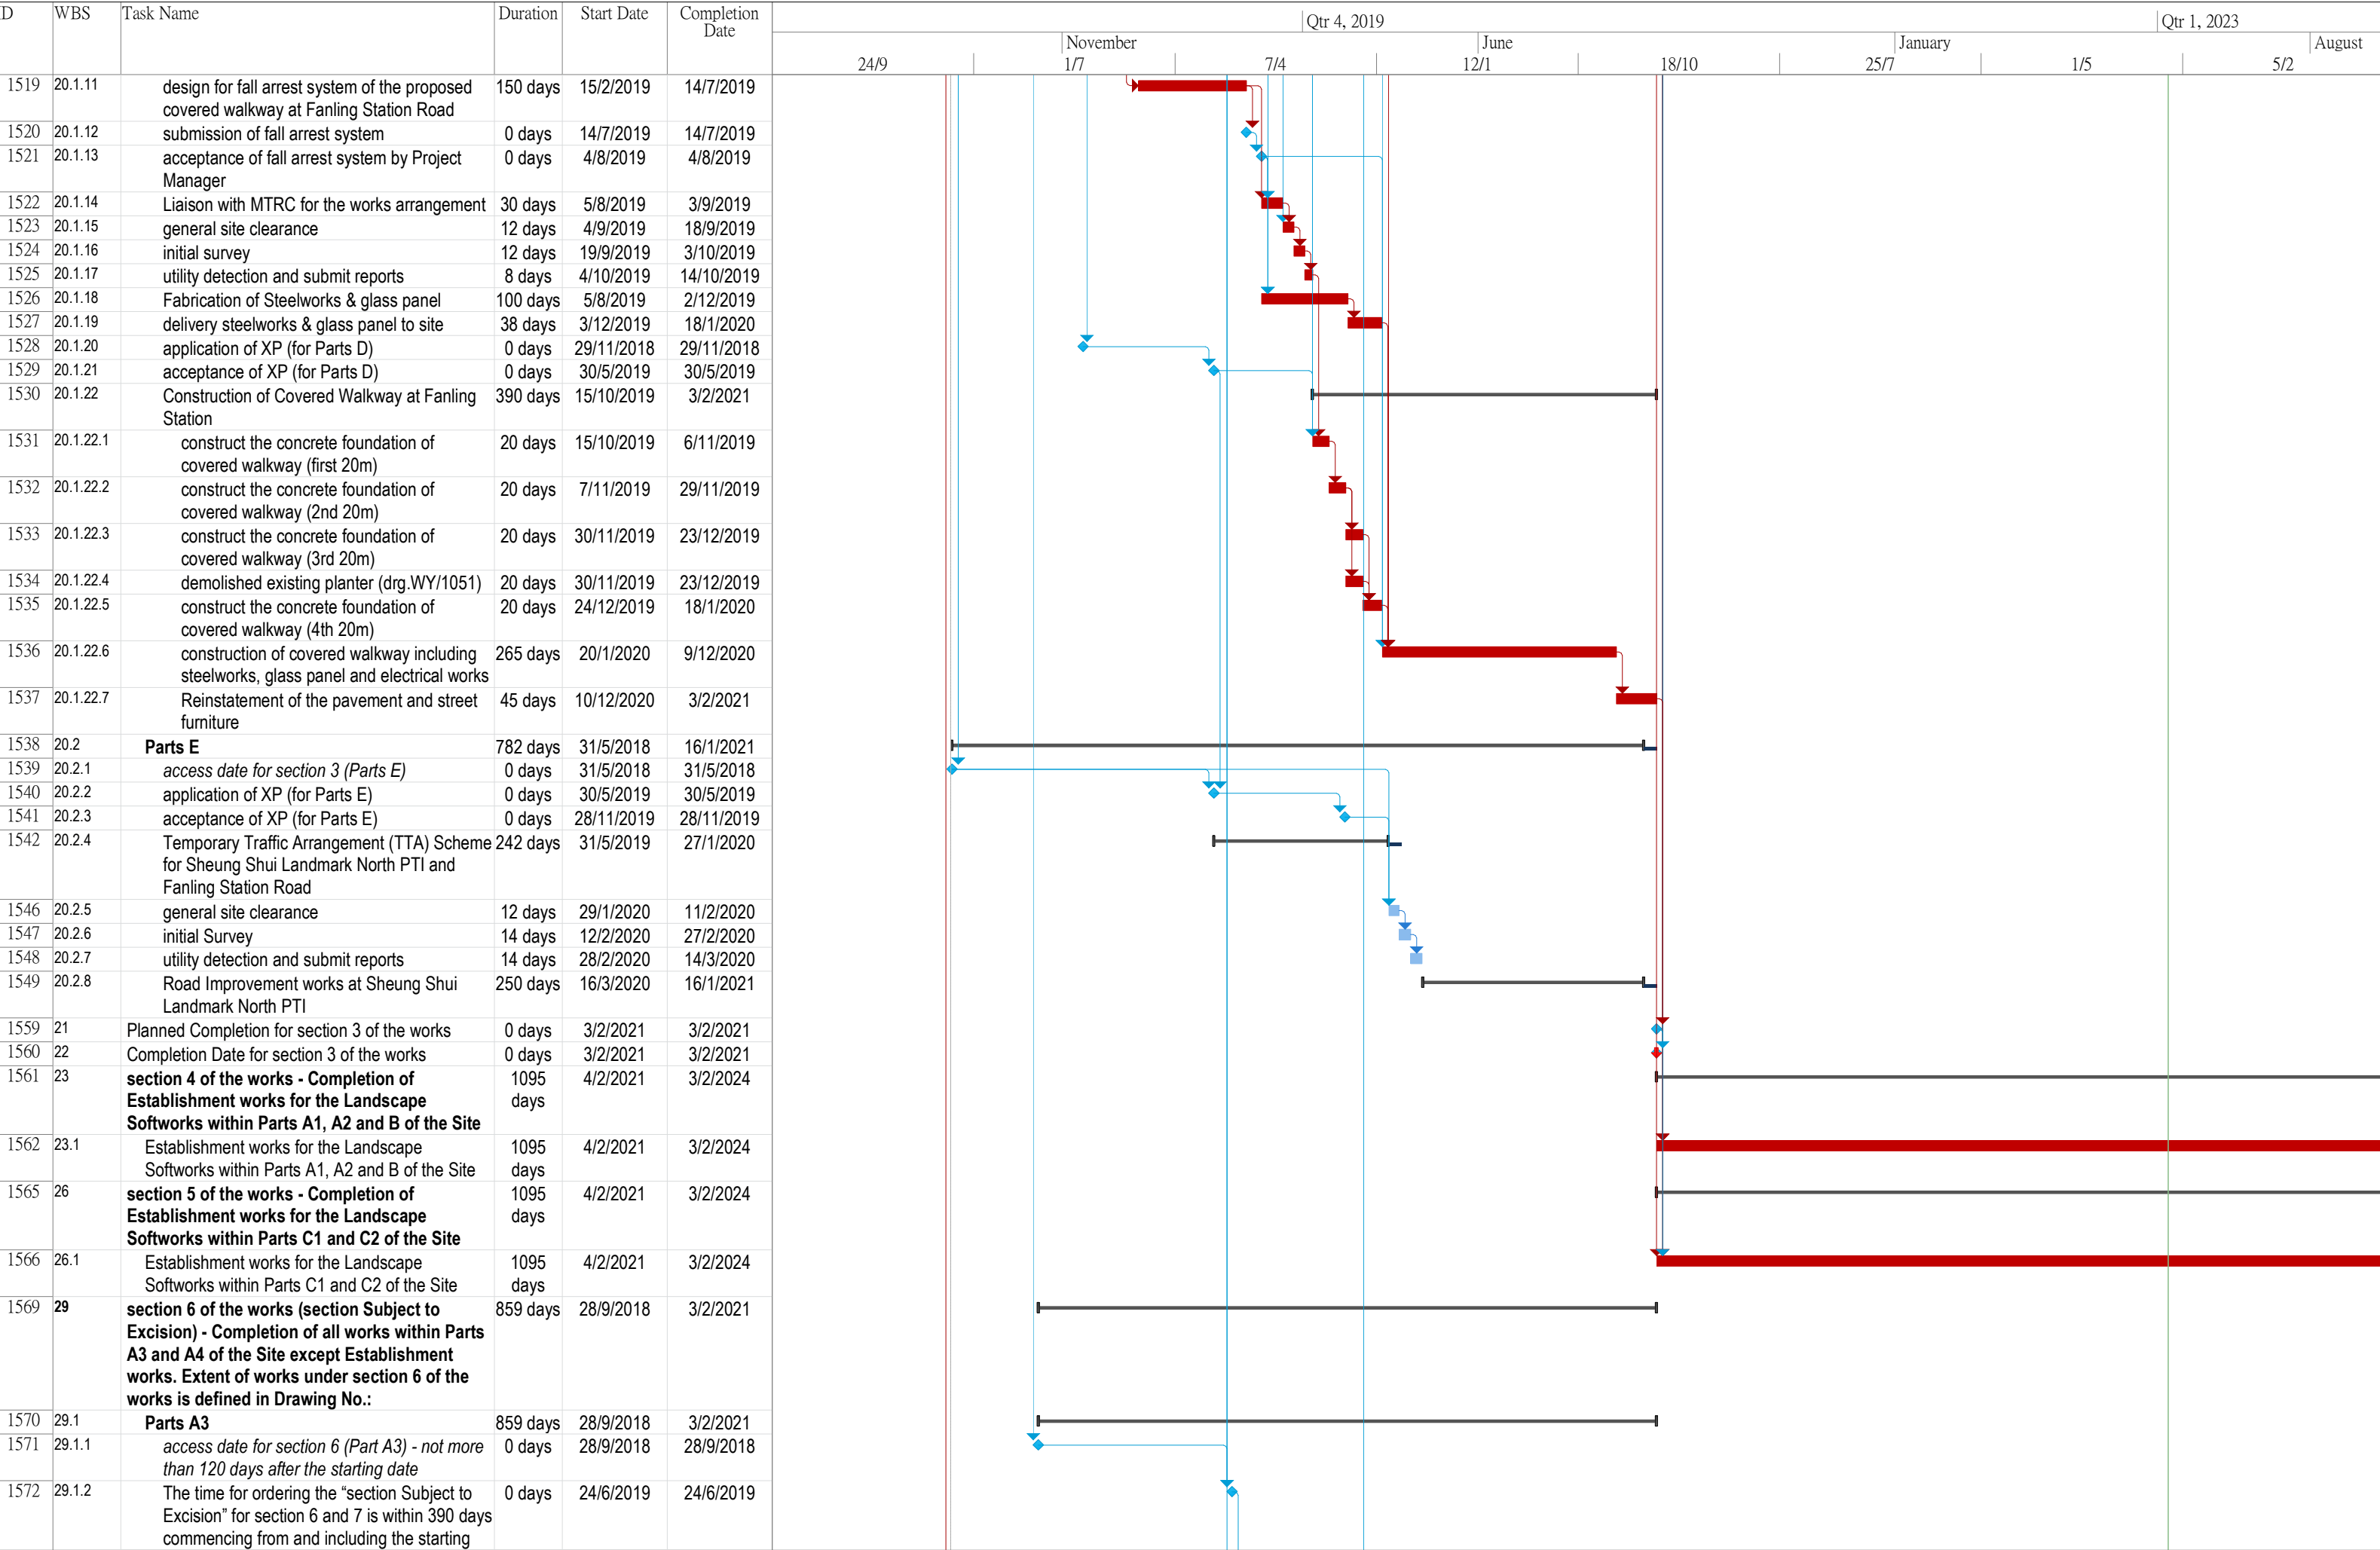 ID WBS Task Name Duration Start Date Completion Date
Qtr 4, 2019 Qtr 1, 2023
November June January August
24/9 1/7 7/4 12/1 18/10 25/7 1/5 5/2
1519 20.1.11 design for fall arrest system of the proposed 150 days 15/2/2019 14/7/2019
covered walkway at Fanling Station Road
1520 20.1.12 submission of fall arrest system 0 days 14/7/2019 14/7/2019
1521 20.1.13 acceptance of fall arrest system by Project 0 days 4/8/2019 4/8/2019
Manager
1522 20.1.14 Liaison with MTRC for the works arrangement 30 days 5/8/2019 3/9/2019
1523 20.1.15 general site clearance 12 days 4/9/2019 18/9/2019
1524 20.1.16 initial survey 12 days 19/9/2019 3/10/2019
1525 20.1.17 utility detection and submit reports 8 days 4/10/2019 14/10/2019
1526 20.1.18 Fabrication of Steelworks & glass panel 100 days 5/8/2019 2/12/2019
1527 20.1.19 delivery steelworks & glass panel to site 38 days 3/12/2019 18/1/2020
1528 20.1.20 application of XP (for Parts D) 0 days 29/11/2018 29/11/2018
1529 20.1.21 acceptance of XP (for Parts D) 0 days 30/5/2019 30/5/2019
1530 20.1.22 Construction of Covered Walkway at Fanling 390 days 15/10/2019 3/2/2021
Station
1531 20.1.22.1 construct the concrete foundation of 20 days 15/10/2019 6/11/2019
covered walkway (first 20m)
1532 20.1.22.2 construct the concrete foundation of 20 days 7/11/2019 29/11/2019
covered walkway (2nd 20m)
1533 20.1.22.3 construct the concrete foundation of 20 days 30/11/2019 23/12/2019
covered walkway (3rd 20m)
1534 20.1.22.4 demolished existing planter (drg.WY/1051) 20 days 30/11/2019 23/12/2019
1535 20.1.22.5 construct the concrete foundation of 20 days 24/12/2019 18/1/2020
covered walkway (4th 20m)
1536 20.1.22.6 construction of covered walkway including 265 days 20/1/2020 9/12/2020
steelworks, glass panel and electrical works
1537 20.1.22.7 Reinstatement of the pavement and street 45 days 10/12/2020 3/2/2021
furniture
1538 20.2 Parts E 782 days 31/5/2018 16/1/2021
1539 20.2.1 access date for section 3 (Parts E) 0 days 31/5/2018 31/5/2018
1540 20.2.2 application of XP (for Parts E) 0 days 30/5/2019 30/5/2019
1541 20.2.3 acceptance of XP (for Parts E) 0 days 28/11/2019 28/11/2019
1542 20.2.4 Temporary Traffic Arrangement (TTA) Scheme 242 days 31/5/2019 27/1/2020
for Sheung Shui Landmark North PTI and
Fanling Station Road
1546 20.2.5 general site clearance 12 days 29/1/2020 11/2/2020
1547 20.2.6 initial Survey 14 days 12/2/2020 27/2/2020
1548 20.2.7 utility detection and submit reports 14 days 28/2/2020 14/3/2020
1549 20.2.8 Road Improvement works at Sheung Shui 250 days 16/3/2020 16/1/2021
Landmark North PTI
1559 21 Planned Completion for section 3 of the works 0 days 3/2/2021 3/2/2021
1560 22 Completion Date for section 3 of the works 0 days 3/2/2021 3/2/2021
1561 23 section 4 of the works - Completion of 1095 4/2/2021 3/2/2024
Establishment works for the Landscape days
Softworks within Parts A1, A2 and B of the Site
1562 23.1 Establishment works for the Landscape 1095 4/2/2021 3/2/2024
Softworks within Parts A1, A2 and B of the Site days
1565 26 section 5 of the works - Completion of 1095 4/2/2021 3/2/2024
Establishment works for the Landscape days
Softworks within Parts C1 and C2 of the Site
1566 26.1 Establishment works for the Landscape 1095 4/2/2021 3/2/2024
Softworks within Parts C1 and C2 of the Site days
1569 29 section 6 of the works (section Subject to 859 days 28/9/2018 3/2/2021
Excision) - Completion of all works within Parts
A3 and A4 of the Site except Establishment
works. Extent of works under section 6 of the
works is defined in Drawing No.:
1570 29.1 Parts A3 859 days 28/9/2018 3/2/2021
1571 29.1.1 access date for section 6 (Part A3) - not more 0 days 28/9/2018 28/9/2018
than 120 days after the starting date
1572 29.1.2 The time for ordering the “section Subject to 0 days 24/6/2019 24/6/2019
Excision” for section 6 and 7 is within 390 days
commencing from and including the starting